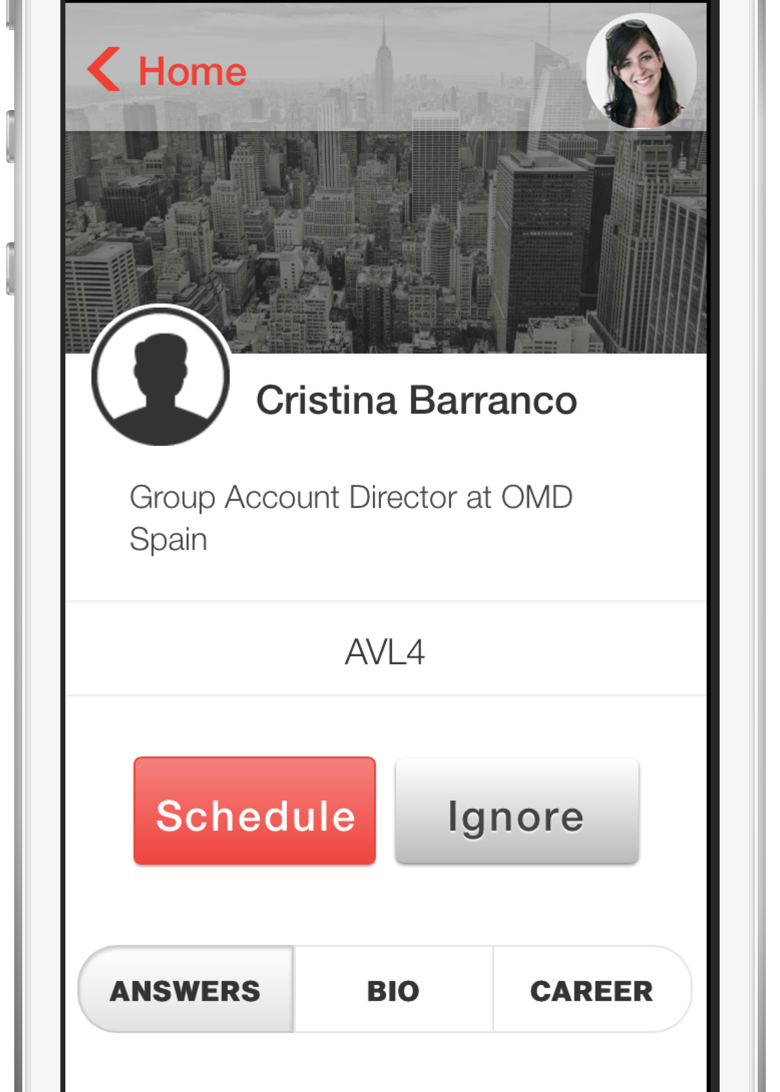 Home
Cristina Barranco
Group Account Director at OMD
Spain
AVL4
Schedule
Ignore
ANSWERS
BIO
CAREER